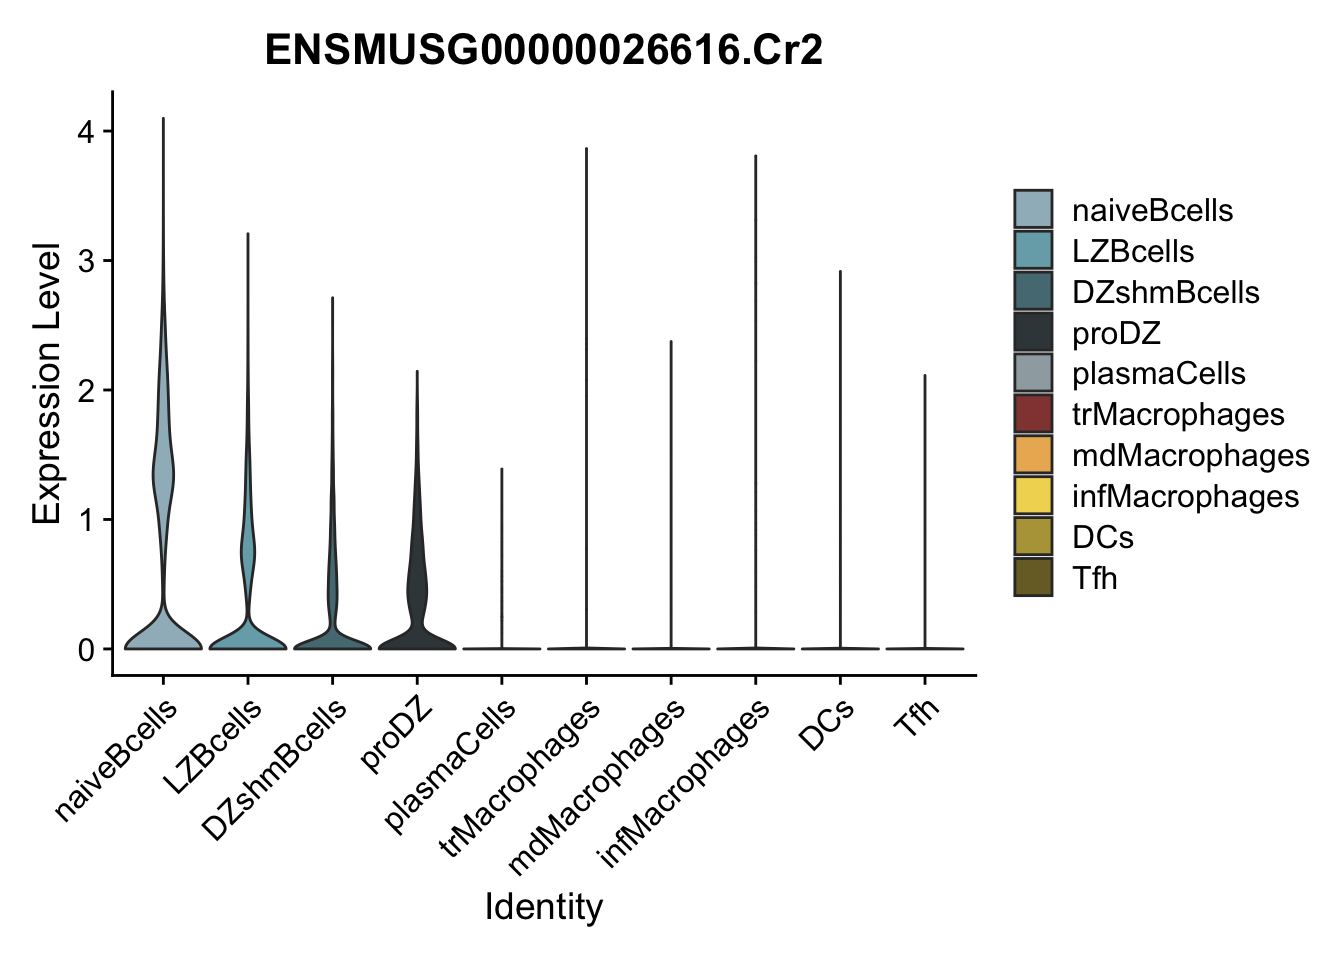 ENSMUSG00000026616.Cr2
Expression Level
4
3
2
1
0
naiveBcells
LZBcells
DZshmBcells
proDZ
plasmaCells
trMacrophages
mdMacrophages
infMacrophages
DCs
Tfh
Identity
naiveBcells
LZBcells
DZshmBcells
proDZ
plasmaCells
trMacrophages
mdMacrophages
infMacrophages
DCs
Tfh